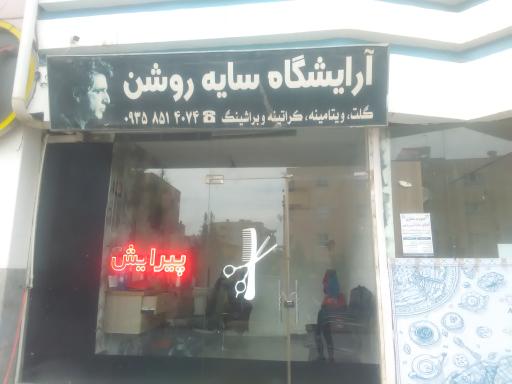 آرایشگاه سایه روشن
گلت، ویتامینه، کراتینه و براشینگ ☎ ۰۹۳۵ ۸۵۱ ۴۰۷۴
پیرایش